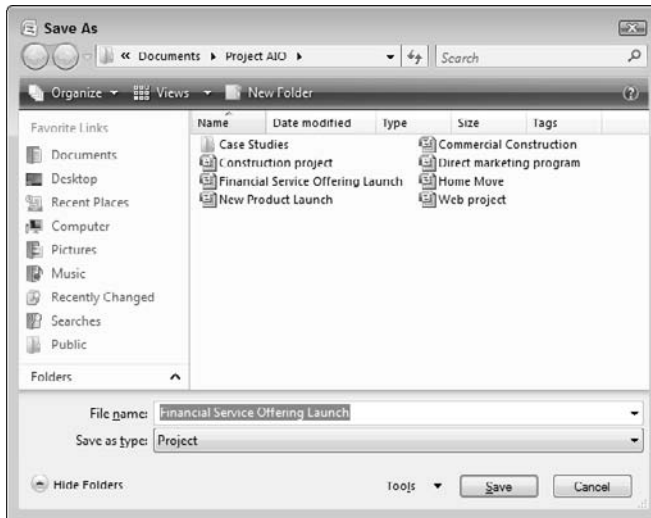 Save As
« Documents ▸ Project AIO ▸
Search
Organize
Views
New Folder
Favorite Links
Documents
Desktop
Recent Places
Computer
Pictures
Music
Recently Changed
Searches
Public
Folders
Name Date modified Type Size Tags
Case Studies
Construction project
Financial Service Offering Launch
New Product Launch
Commercial Construction
Direct marketing program
Home Move
Web project
File name: Financial Service Offering Launch
Save as type: Project
Hide Folders
Tools
Save
Cancel